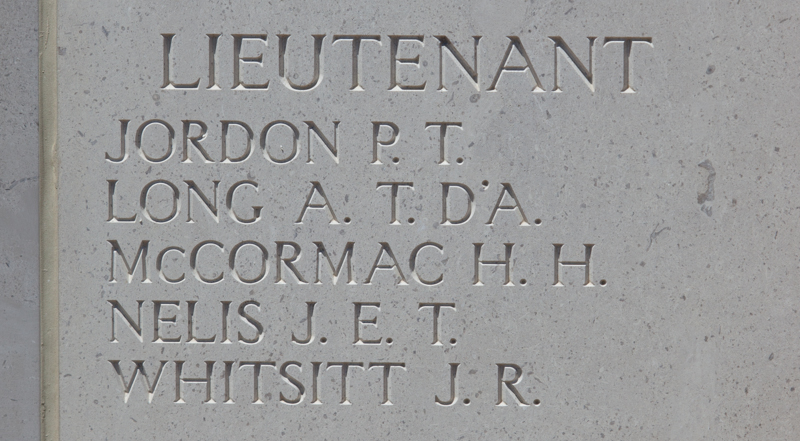 LIEUTENANT
JORDON P. T.
LONG A. T. D'A.
McCORMAC H. H.
NELIS J. E. T.
WHITSITT J. R.